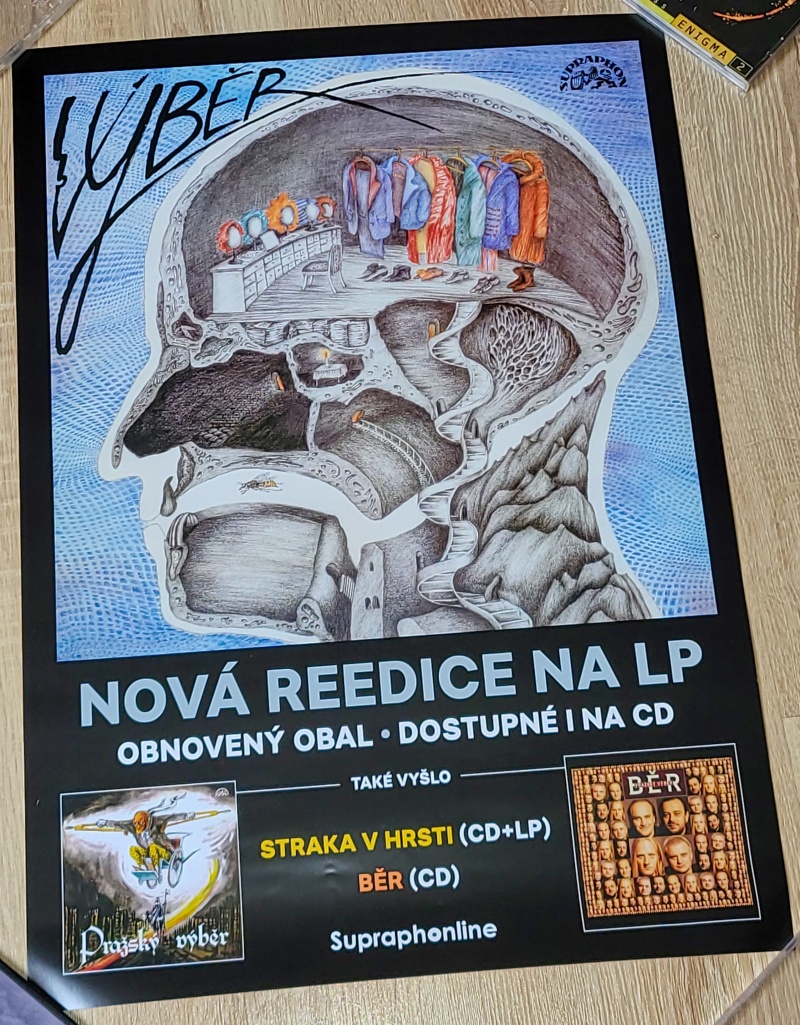 ENIGMA 2
VÝBĚR
SUPRAPHON
NOVÁ REEDICE NA LP
OBNOVENÝ OBAL • DOSTUPNÉ I NA CD
TAKÉ VYŠLO
STRAKA V HRSTI (CD+LP)
BĚR (CD)
Supraphonline
Pražský výběr
BĚR